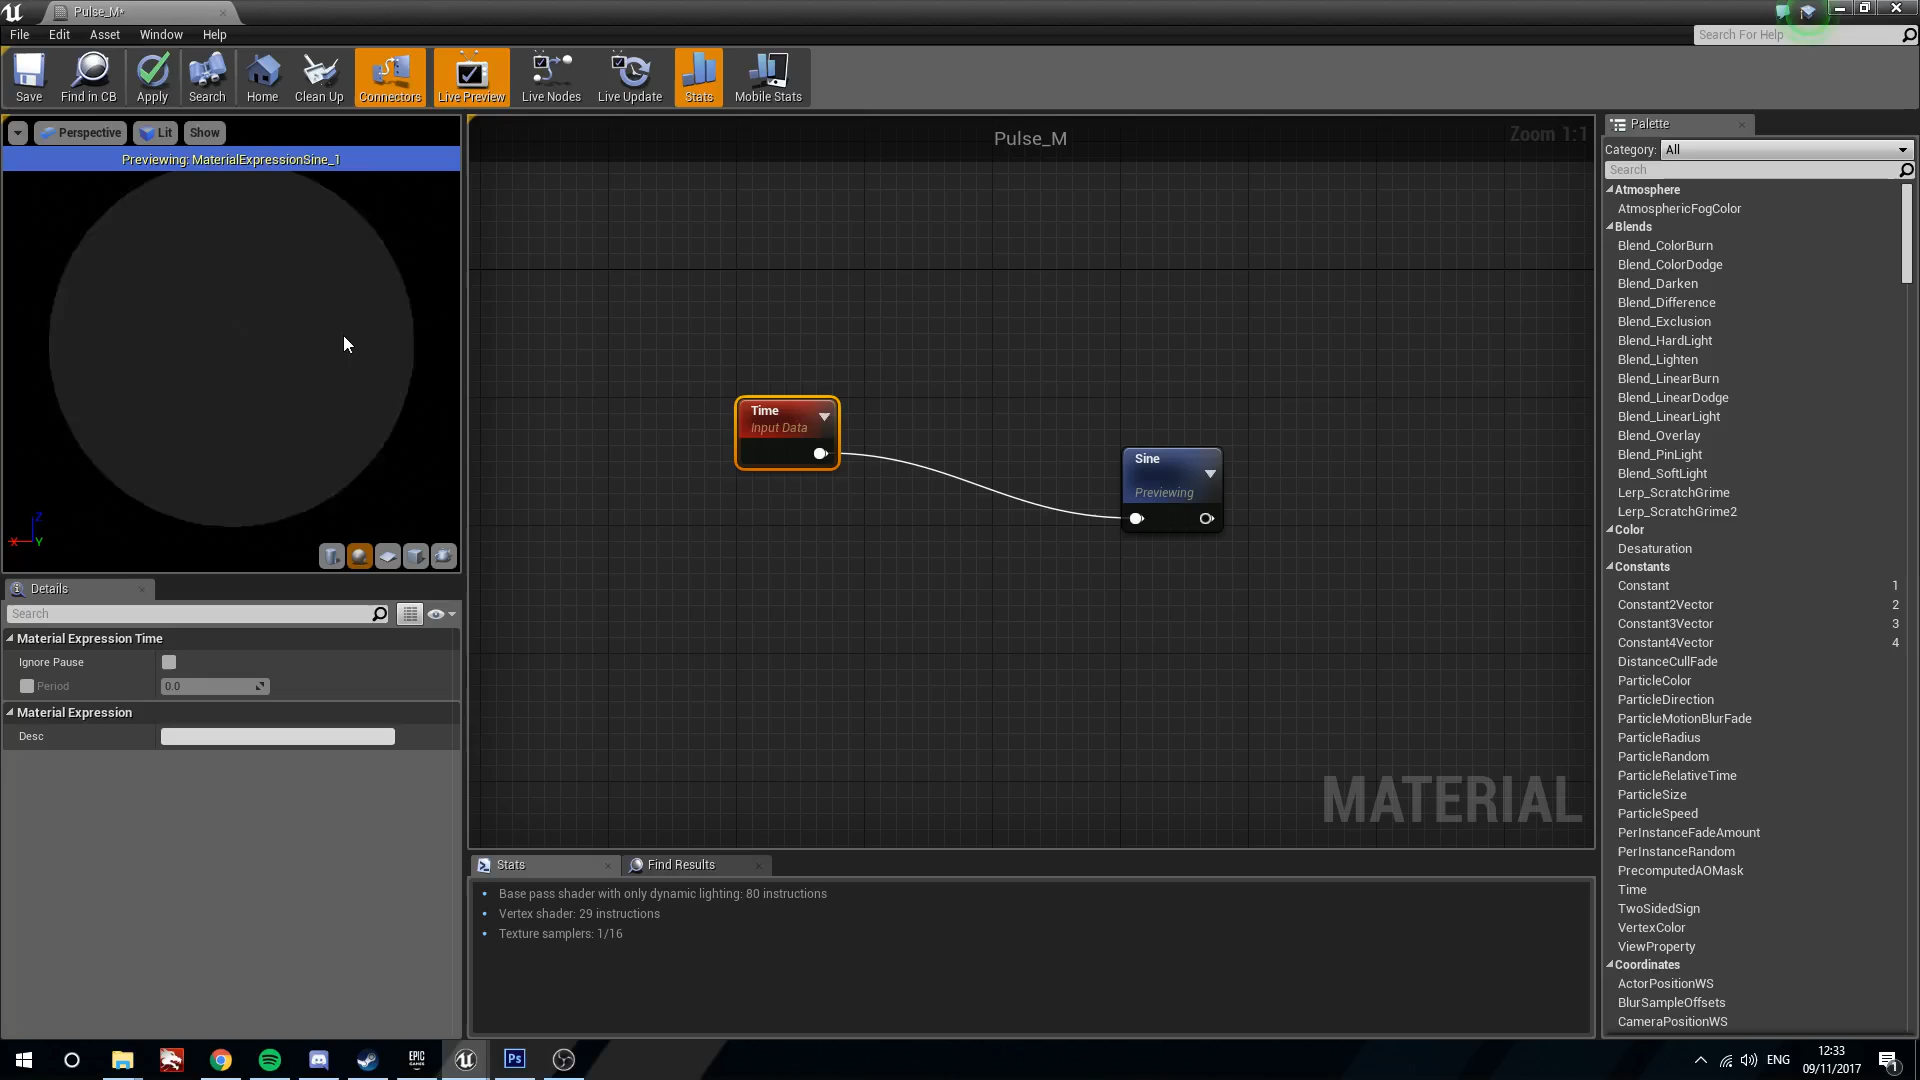 Pulse_M*
File Edit Asset Window Help
Search For Help
Save Find in CB Apply Search Home Clean Up Connectors Live Preview Live Nodes Live Update Stats Mobile Stats
Perspective Lit Show
Previewing: MaterialExpressionSine_1
Z
X
Y
Pulse_M
Zoom 1:1
Time
Input Data
Sine
Previewing
MATERIAL
Details
Search
Material Expression Time
Ignore Pause
Period 0.0
Material Expression
Desc
Stats Find Results
Base pass shader with only dynamic lighting: 80 instructions
Vertex shader: 29 instructions
Texture samplers: 1/16
Palette
Category: All
Search
Atmosphere
AtmosphericFogColor
Blends
Blend_ColorBurn
Blend_ColorDodge
Blend_Darken
Blend_Difference
Blend_Exclusion
Blend_HardLight
Blend_Lighten
Blend_LinearBurn
Blend_LinearDodge
Blend_LinearLight
Blend_Overlay
Blend_PinLight
Blend_SoftLight
Lerp_ScratchGrime
Lerp_ScratchGrime2
Color
Desaturation
Constants
Constant 1
Constant2Vector 2
Constant3Vector 3
Constant4Vector 4
DistanceCullFade
ParticleColor
ParticleDirection
ParticleMotionBlurFade
ParticleRadius
ParticleRandom
ParticleRelativeTime
ParticleSize
ParticleSpeed
PerInstanceFadeAmount
PerInstanceRandom
PrecomputedAOMask
Time
TwoSidedSign
VertexColor
ViewProperty
Coordinates
ActorPositionWS
BlurSampleOffsets
CameraPositionWS
EPIC
GAMES
Ps
ENG
12:33
09/11/2017
1